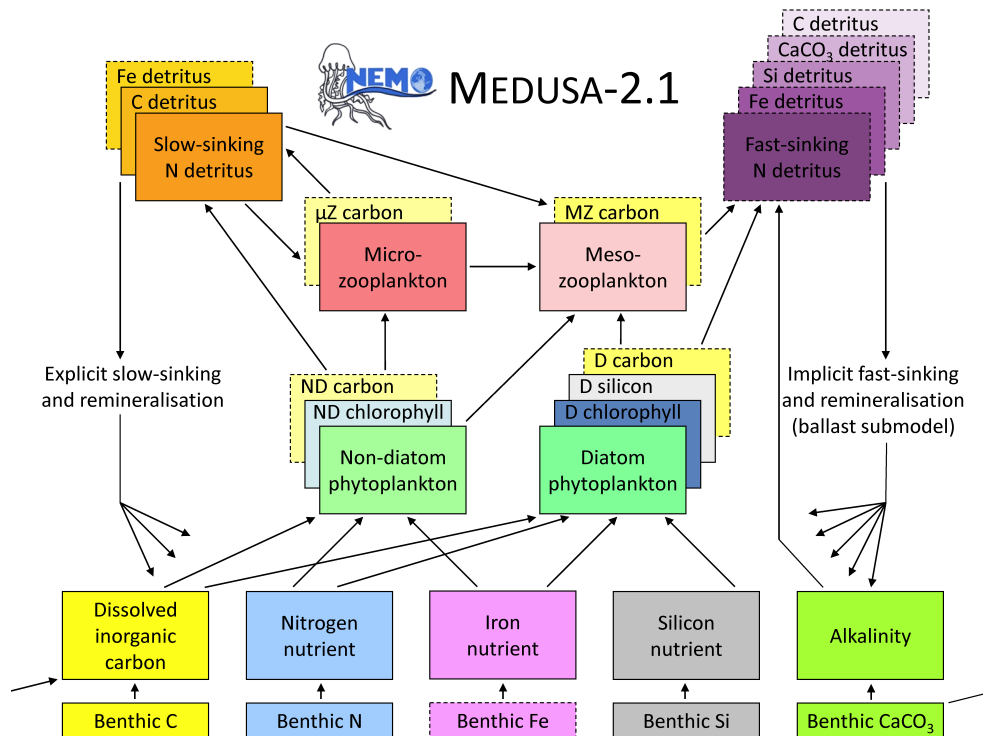 C detritus
CaCO₃ detritus
Fe detritus
Si detritus
C detritus
Fe detritus
NEMO
MEDUSA-2.1
Slow-sinking
N detritus
Fast-sinking
N detritus
µZ carbon
MZ carbon
Micro-
zooplankton
Meso-
zooplankton
Explicit slow-sinking
and remineralisation
ND carbon
ND chlorophyll
D carbon
D silicon
D chlorophyll
Implicit fast-sinking
and remineralisation
(ballast submodel)
Non-diatom
phytoplankton
Diatom
phytoplankton
Dissolved
inorganic
carbon
Nitrogen
nutrient
Iron
nutrient
Silicon
nutrient
Alkalinity
Benthic C
Benthic N
Benthic Fe
Benthic Si
Benthic CaCO₃